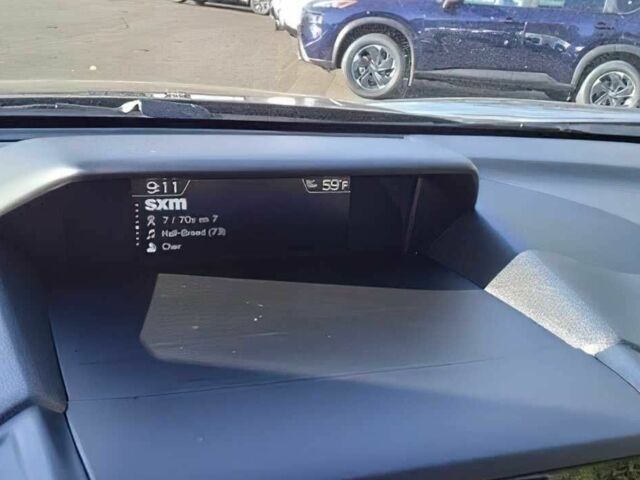 9:11
59°F
sxm
7 / 70s on 7
Half-Breed (73)
Cher